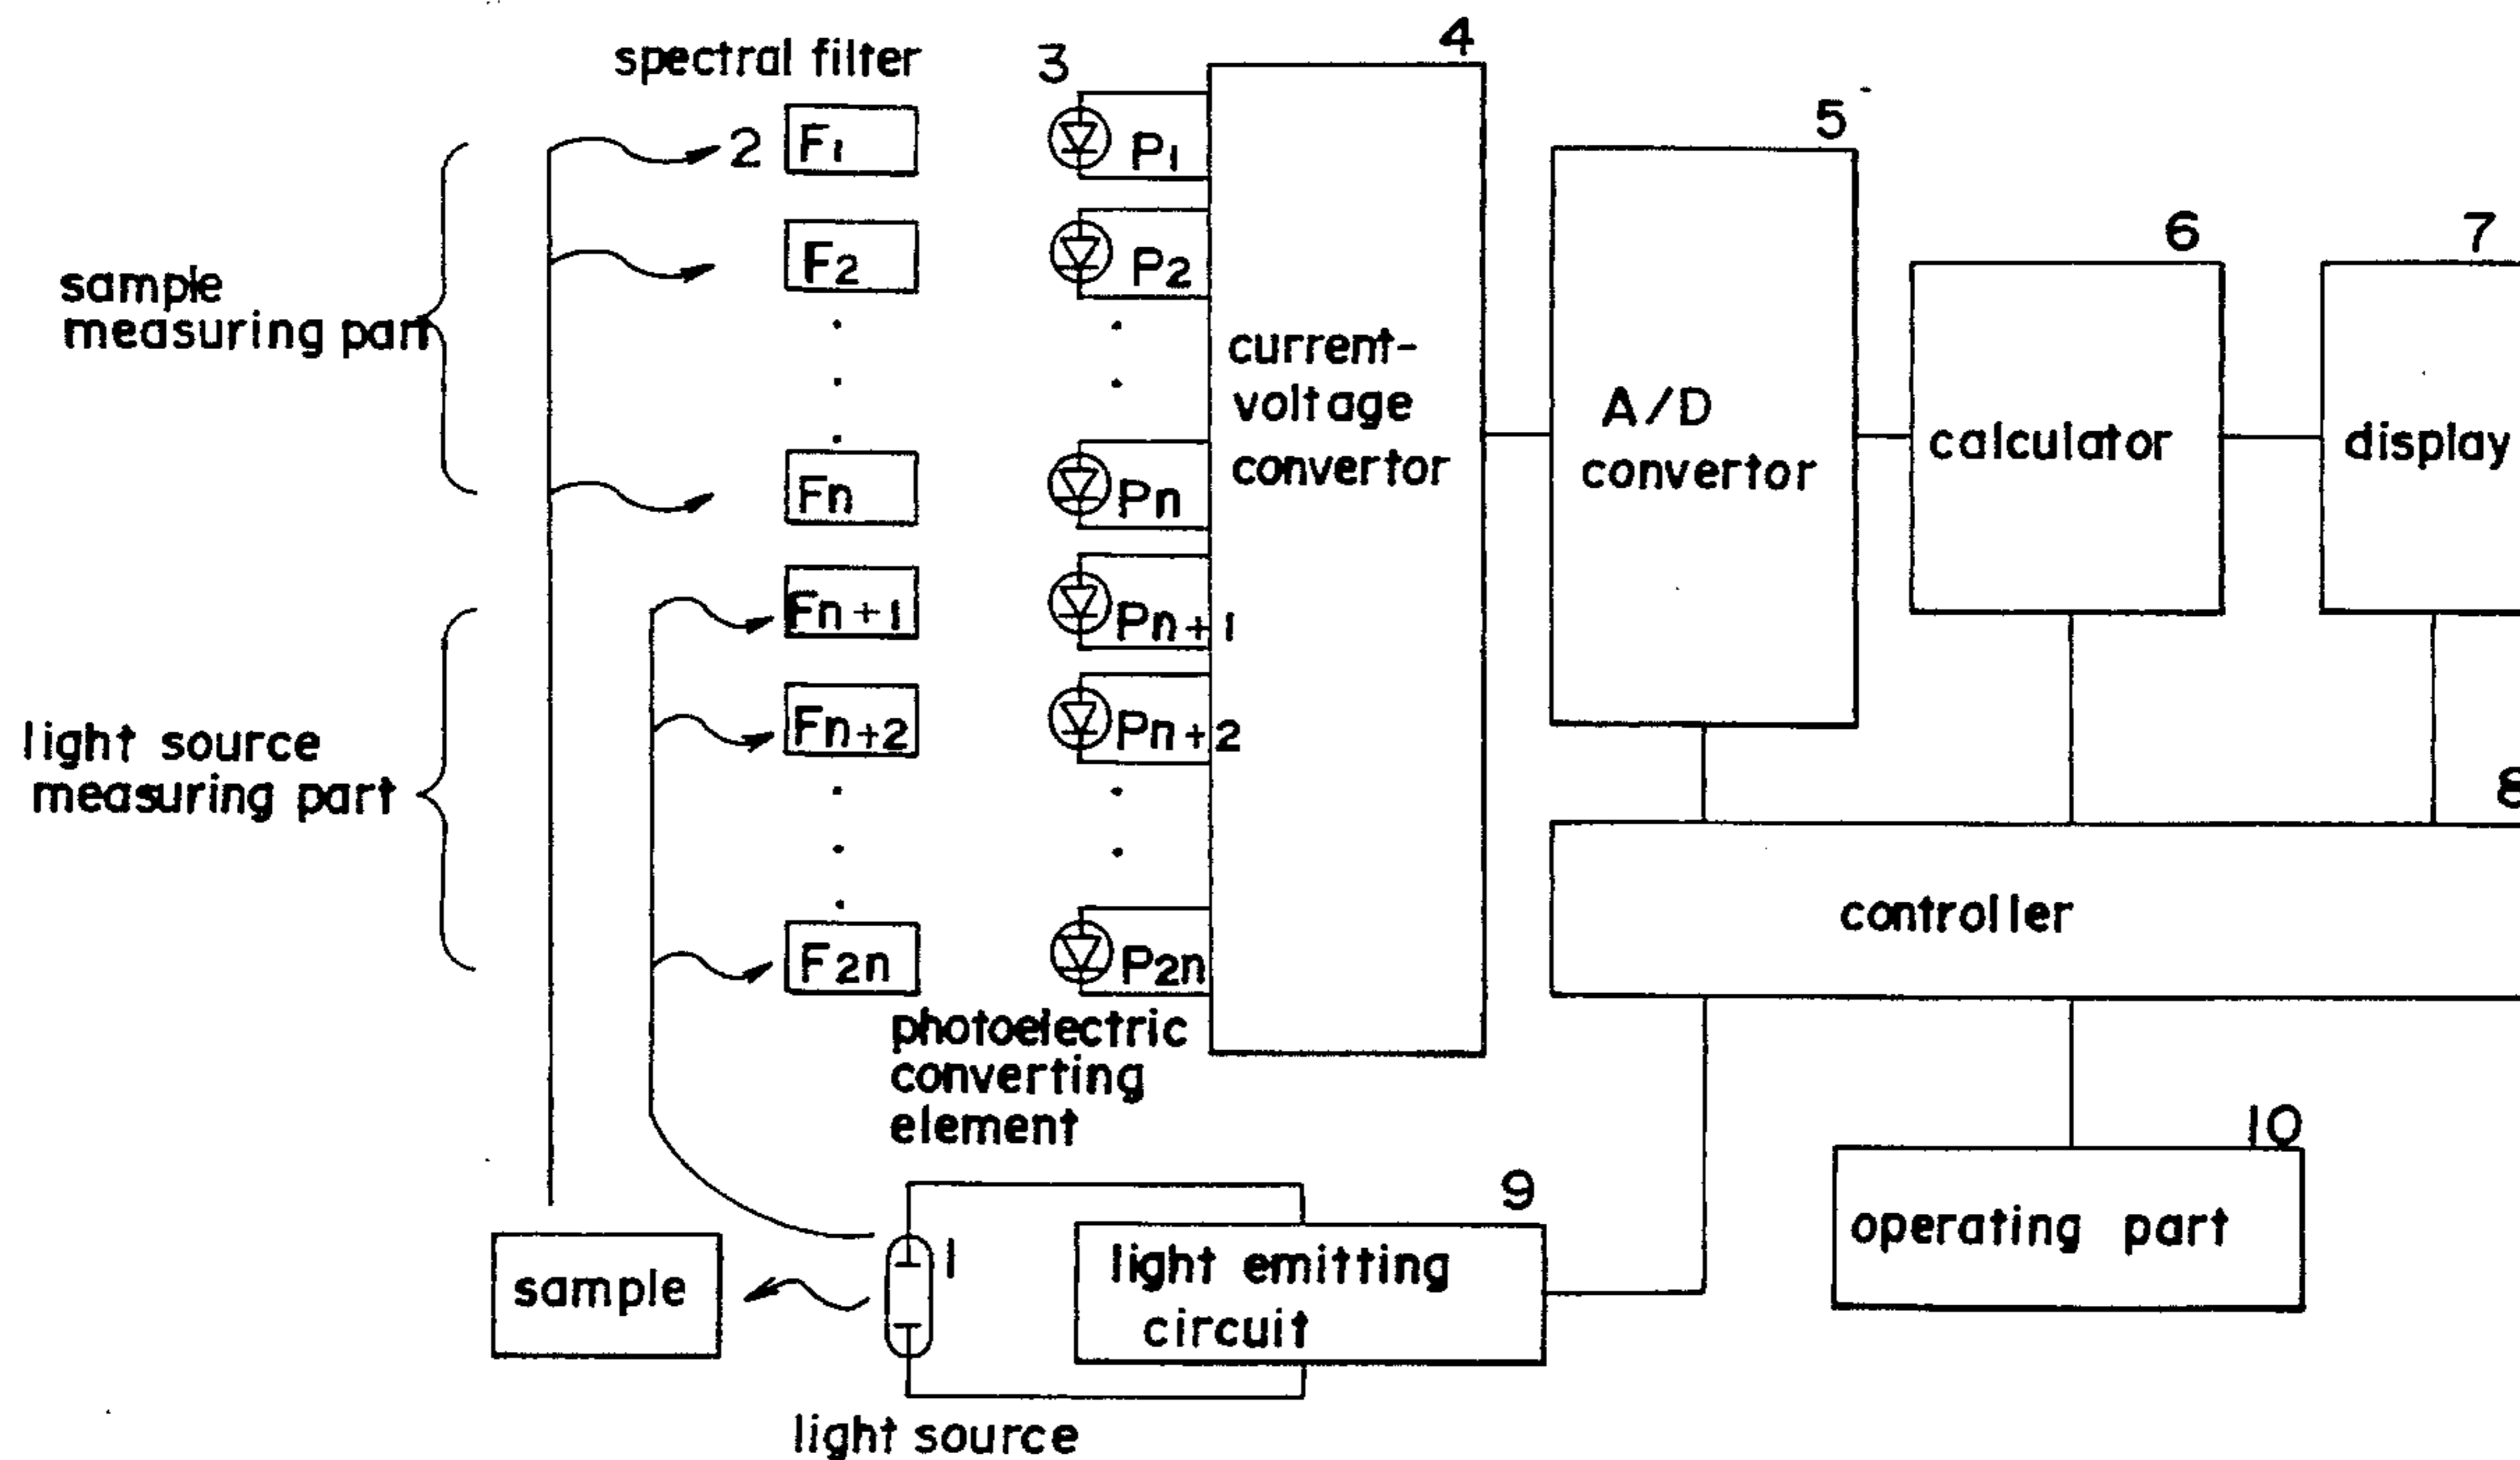 spectral filter
3
4
5
6
7
2
F1
P1
F2
P2
sample
measuring part
Fn
Pn
current-
voltage
convertor
A/D
convertor
calculator
display
Fn+1
Pn+1
light source
measuring part
Fn+2
Pn+2
8
F2n
P2n
controller
photoelectric
converting
element
9
10
operating part
sample
1
light emitting
circuit
light source